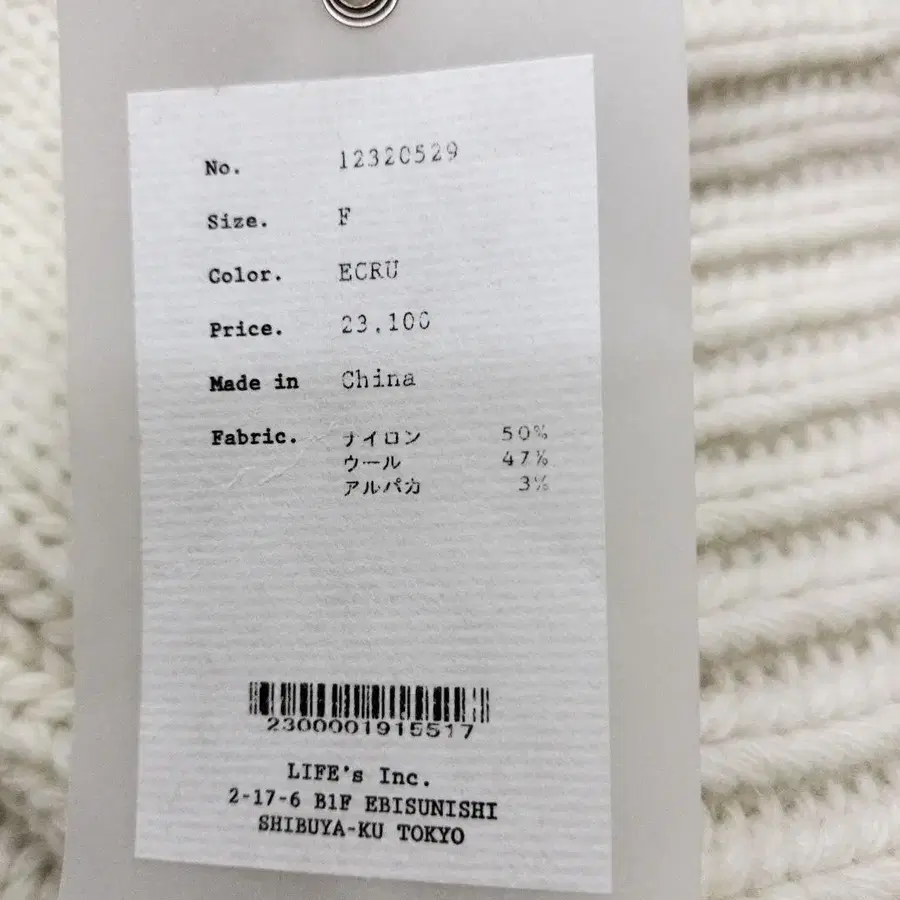 No. 12320529
Size. F
Color. ECRU
Price. 23,100
Made in China
Fabric. ナイロン 50%
ウール 47%
アルパカ 3%
2300001915517
LIFE's Inc.
2-17-6 B1F EBISUNISHI
SHIBUYA-KU TOKYO